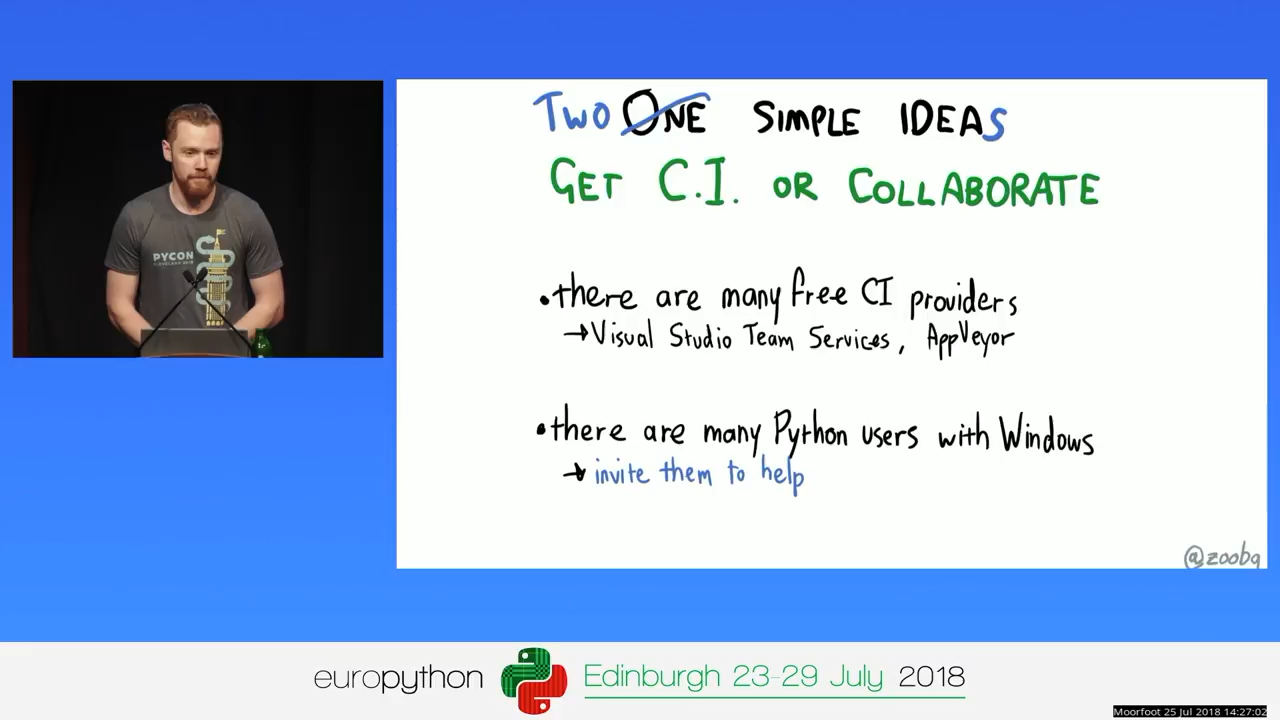 TWO ONE SIMPLE IDEAS
GET C.I. OR COLLABORATE
• there are many free CI providers
→ Visual Studio Team Services, AppVeyor
• there are many Python users with Windows
→ invite them to help
@zooba
PYCON
europython Edinburgh 23-29 July 2018
Moorfoot 25 Jul 2018 14:27:02